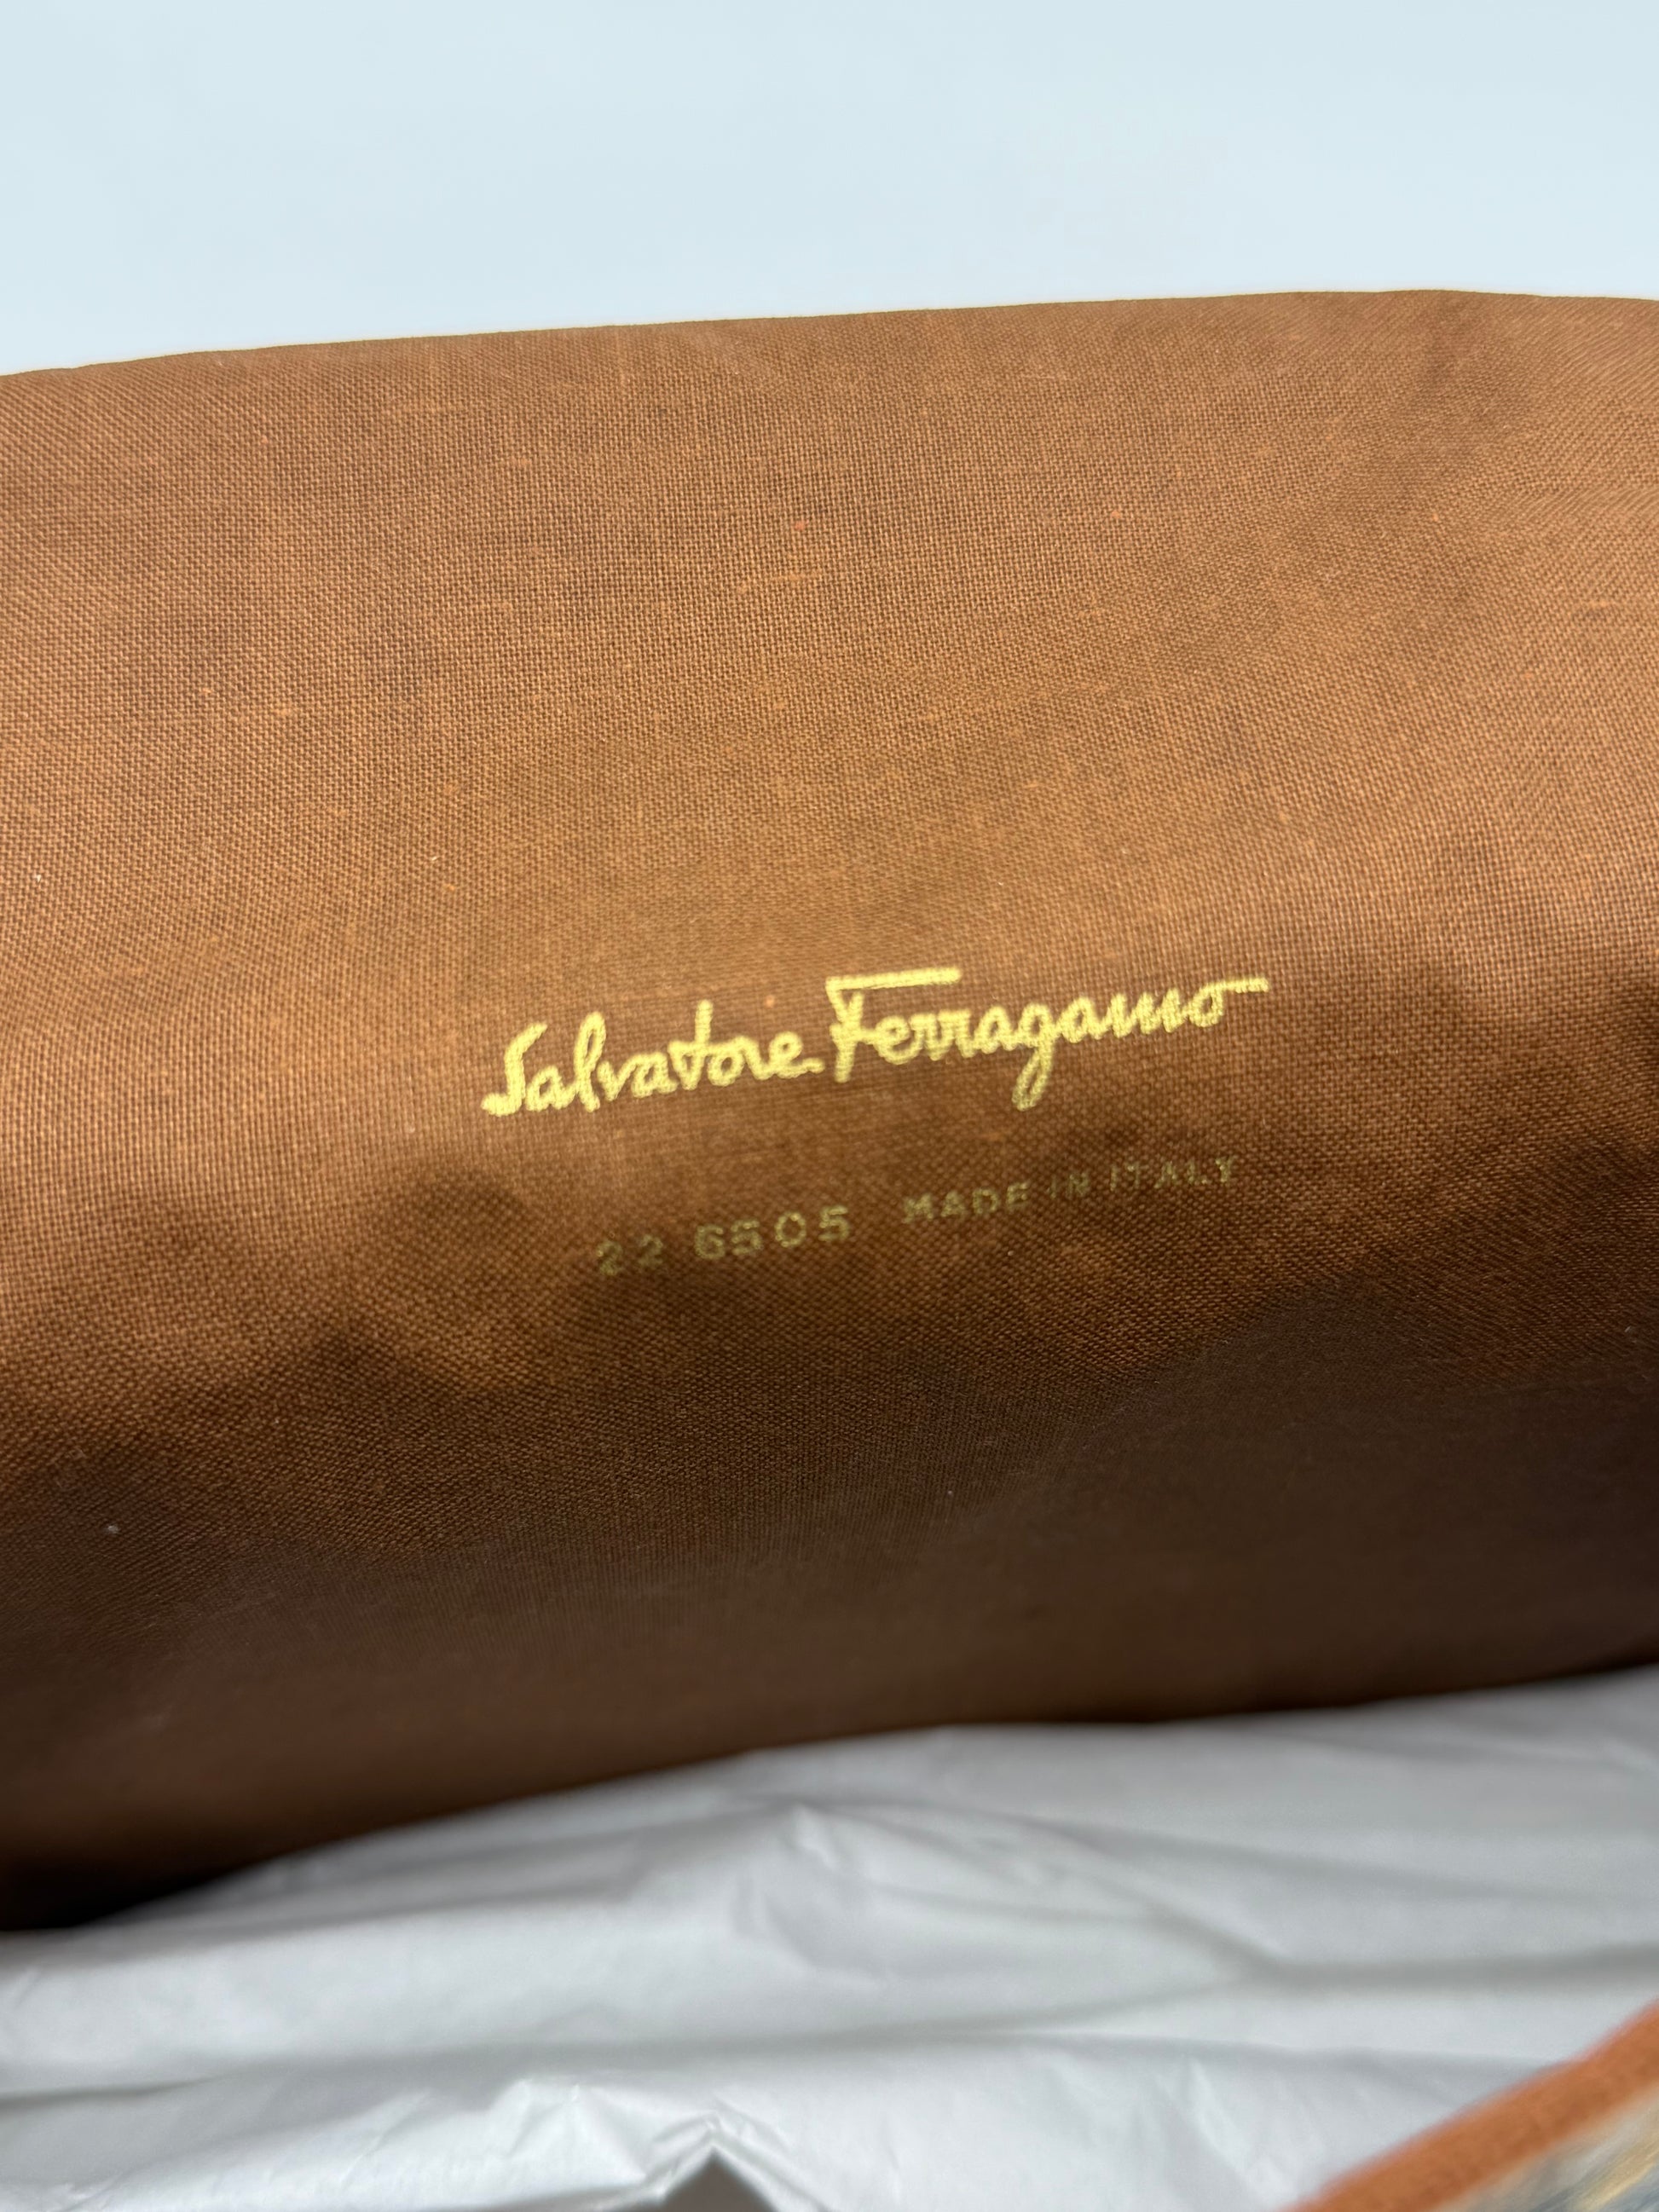 Salvatore Ferragamo
22 6505 MADE IN ITALY